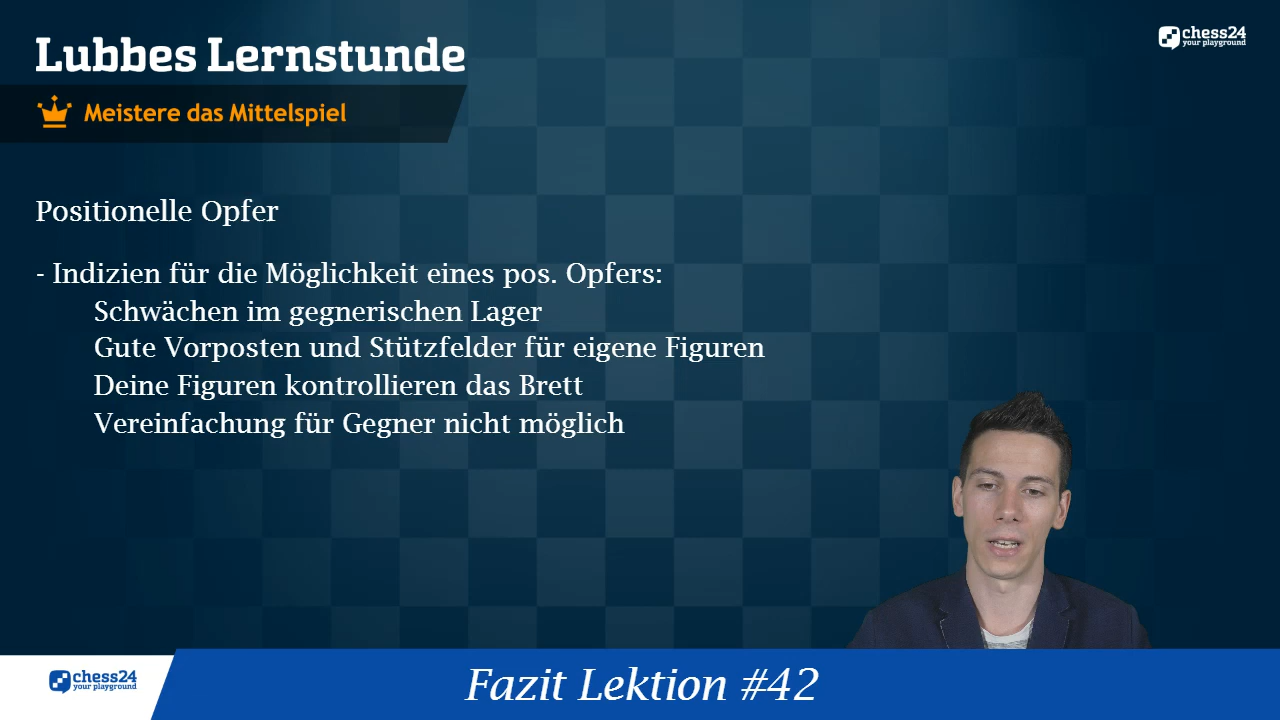 Lubbes Lernstunde
chess24
your playground
Meistere das Mittelspiel
Positionelle Opfer
- Indizien für die Möglichkeit eines pos. Opfers:
Schwächen im gegnerischen Lager
Gute Vorposten und Stützfelder für eigene Figuren
Deine Figuren kontrollieren das Brett
Vereinfachung für Gegner nicht möglich
chess24
your playground
Fazit Lektion #42